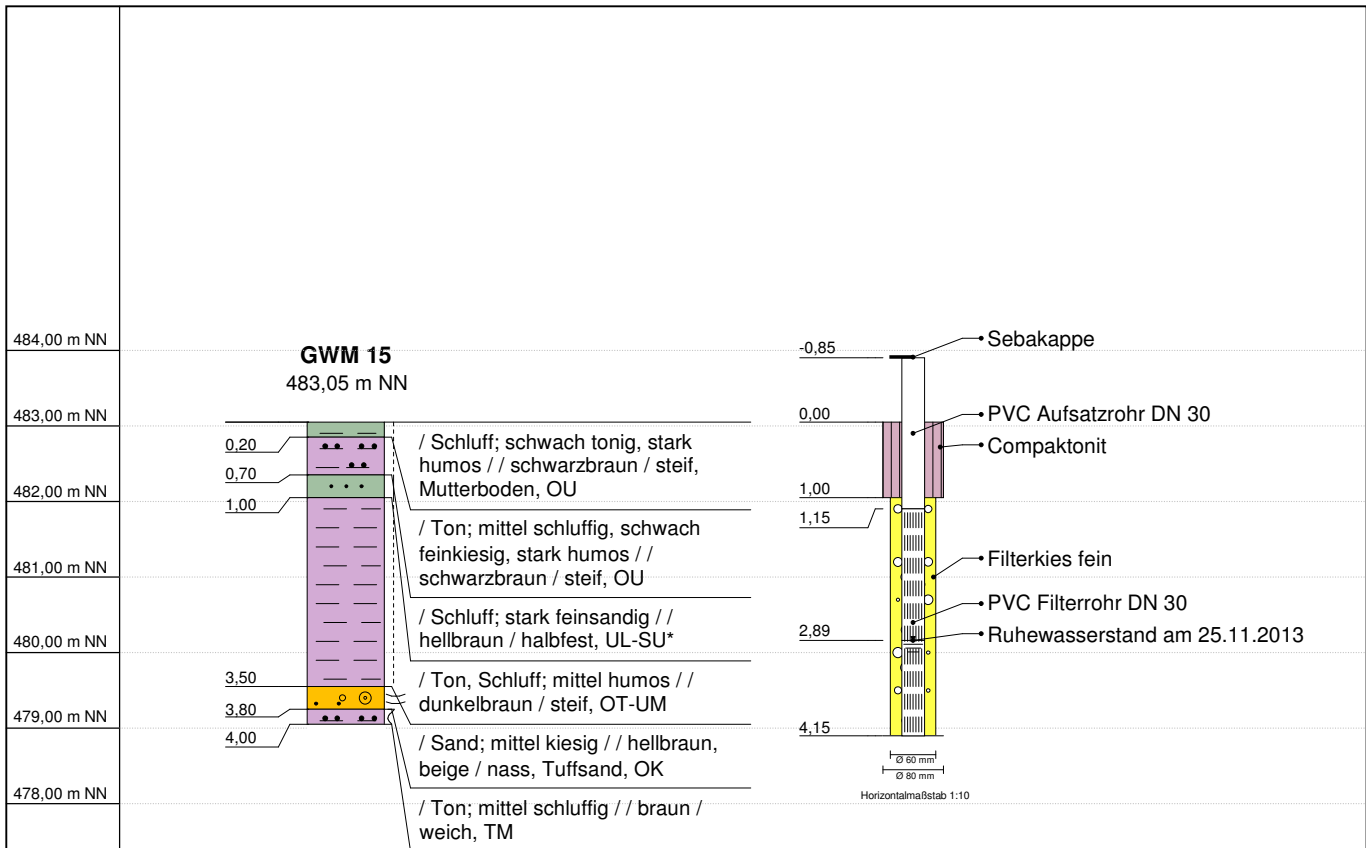 484,00 m NN
483,00 m NN
482,00 m NN
481,00 m NN
480,00 m NN
479,00 m NN
478,00 m NN
GWM 15
483,05 m NN
0,20
0,70
1,00
3,50
3,80
4,00
/ Schluff; schwach tonig, stark
humos / / schwarzbraun / steif,
Mutterboden, OU
/ Ton; mittel schluffig, schwach
feinkiesig, stark humos / /
schwarzbraun / steif, OU
/ Schluff; stark feinsandig / /
hellbraun / halbfest, UL-SU*
/ Ton, Schluff; mittel humos / /
dunkelbraun / steif, OT-UM
/ Sand; mittel kiesig / / hellbraun,
beige / nass, Tuffsand, OK
/ Ton; mittel schluffig / / braun /
weich, TM
-0,85
0,00
1,00
1,15
2,89
4,15
Sebakappe
PVC Aufsatzrohr DN 30
Compaktonit
Filterkies fein
PVC Filterrohr DN 30
Ruhewasserstand am 25.11.2013
Ø 60 mm
Ø 80 mm
Horizontalmaßstab 1:10